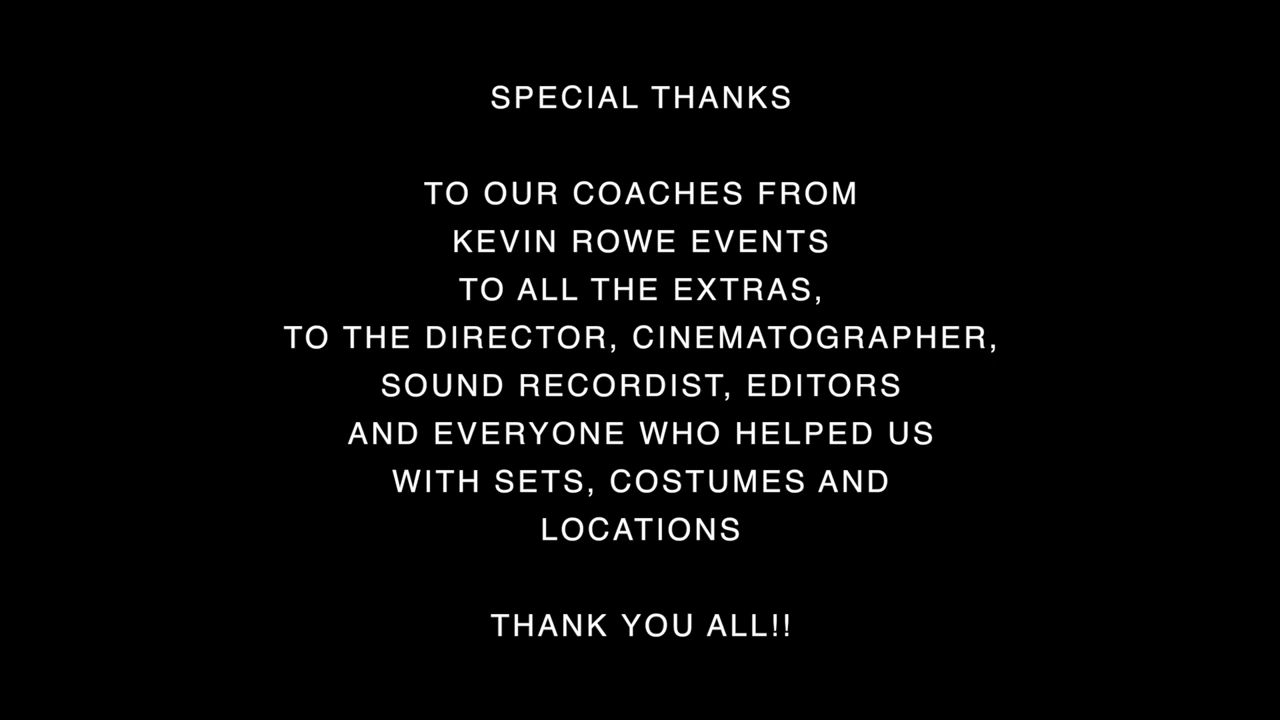 SPECIAL THANKS
TO OUR COACHES FROM
KEVIN ROWE EVENTS
TO ALL THE EXTRAS,
TO THE DIRECTOR, CINEMATOGRAPHER,
SOUND RECORDIST, EDITORS
AND EVERYONE WHO HELPED US
WITH SETS, COSTUMES AND
LOCATIONS
THANK YOU ALL!!